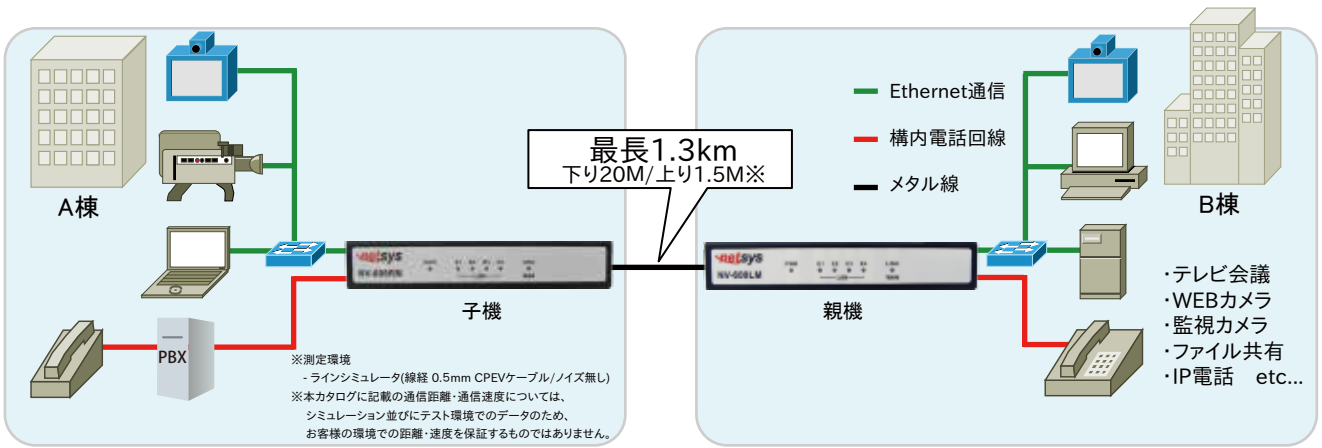 A棟
netsys
子機
PBX
※測定環境
- ラインシミュレータ(線経 0.5mm CPEVケーブル/ノイズ無し)
※本カタログに記載の通信距離・通信速度については、
シミュレーション並びにテスト環境でのデータのため、
お客様の環境での距離・速度を保証するものではありません。
最長1.3km
下り20M/上り1.5M※
Ethernet通信
構内電話回線
メタル線
B棟
netsys
親機
・テレビ会議
・WEBカメラ
・監視カメラ
・ファイル共有
・IP電話 etc...